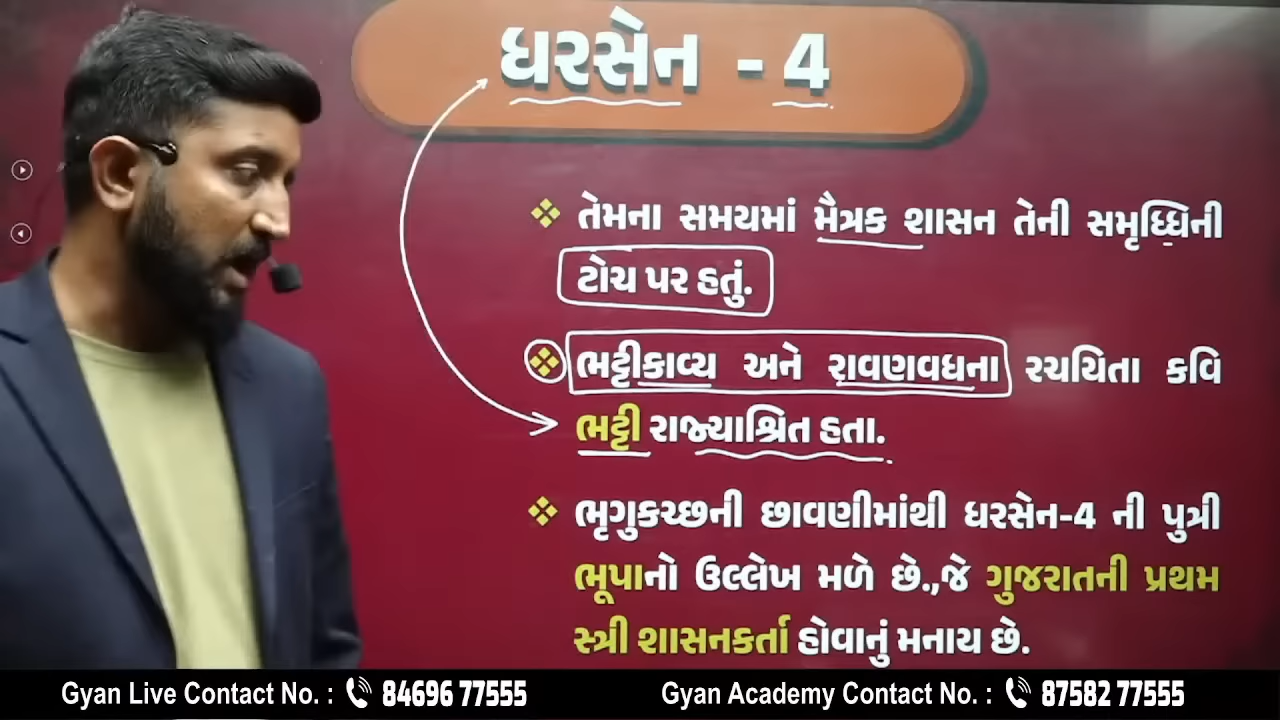 ધરસેન - 4
તેમના સમયમાં મૈત્રક શાસન તેની સમૃધ્ધિની
ટોચ પર હતું.
ભટ્ટીકાવ્ય અને રાવણવધના રચયિતા કવિ
ભટ્ટી રાજ્યાશ્રિત હતા.
ભૃગુકચ્છની છાવણીમાંથી ધરસેન-4 ની પુત્રી
ભૂપાનો ઉલ્લેખ મળે છે.,જે ગુજરાતની પ્રથમ
સ્ત્રી શાસનકર્તા હોવાનું મનાય છે.
Gyan Live Contact No. : 84696 77555
Gyan Academy Contact No. : 87582 77555